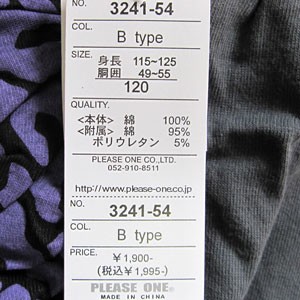 NO. 3241-54
COL. B type
SIZE. 身長 115~125
胴囲 49~55
120
QUALITY.
<本体> 綿 100%
<附属> 綿 95%
ポリウレタン 5%
PLEASE ONE CO.,LTD.
052-910-8511
http://www.please-one.co.jp
NO. 3241-54
COL. B type
PRICE. ¥1,900-
(税込¥1,995-)
PLEASE ONE.
MADE IN CHINA